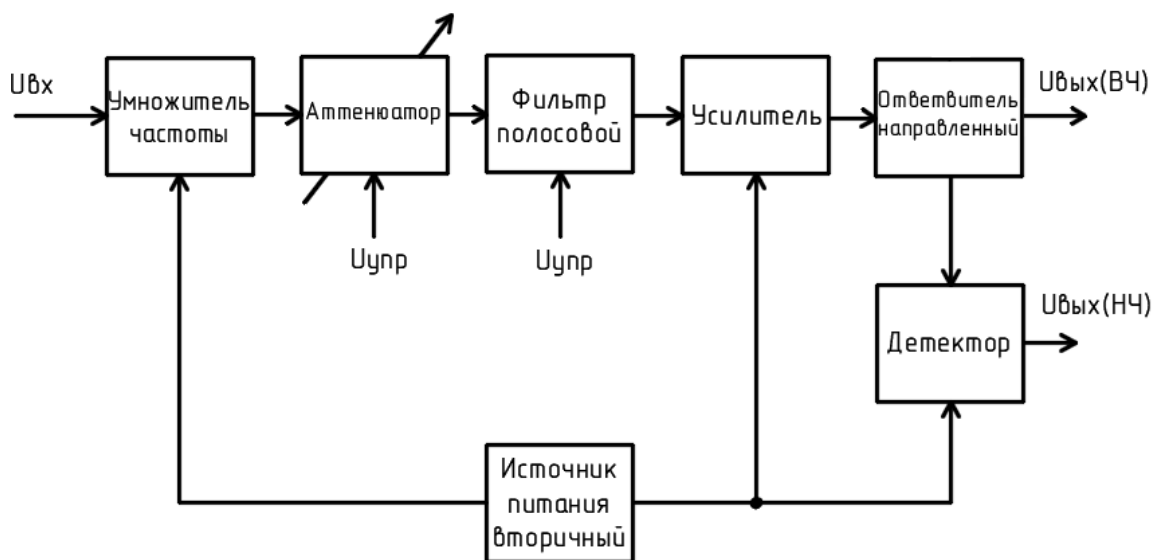 Uвх
Умножитель
частоты
Аттенюатор
Фильтр
полосовой
Усилитель
Ответвитель
направленный
Uвых(ВЧ)
Uупр
Uупр
Детектор
Uвых(НЧ)
Источник
питания
вторичный